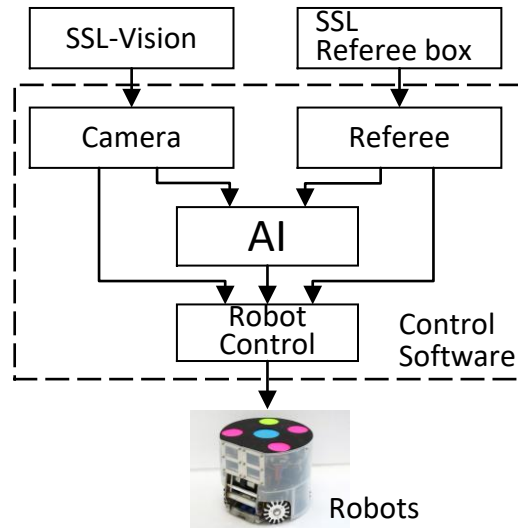 SSL-Vision
SSL
Referee box
Camera
Referee
AI
Robot
Control
Control
Software
Robots